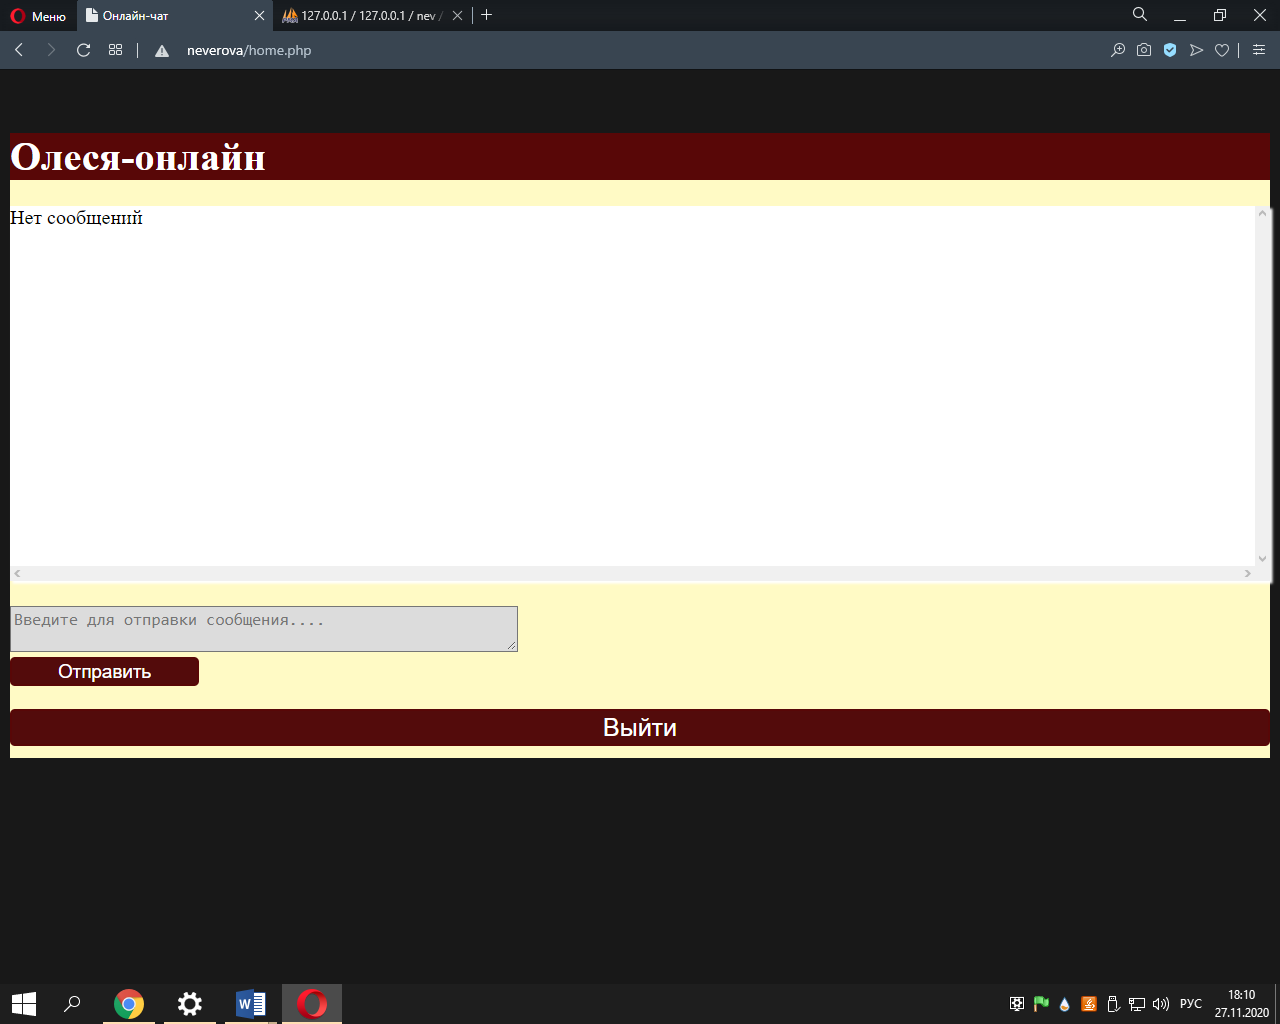 Меню
Онлайн-чат
127.0.0.1 / 127.0.0.1 / nev /
neverova/home.php
Олеся-онлайн
Нет сообщений
Введите для отправки сообщения....
Отправить
Выйти
РУС
18:10
27.11.2020